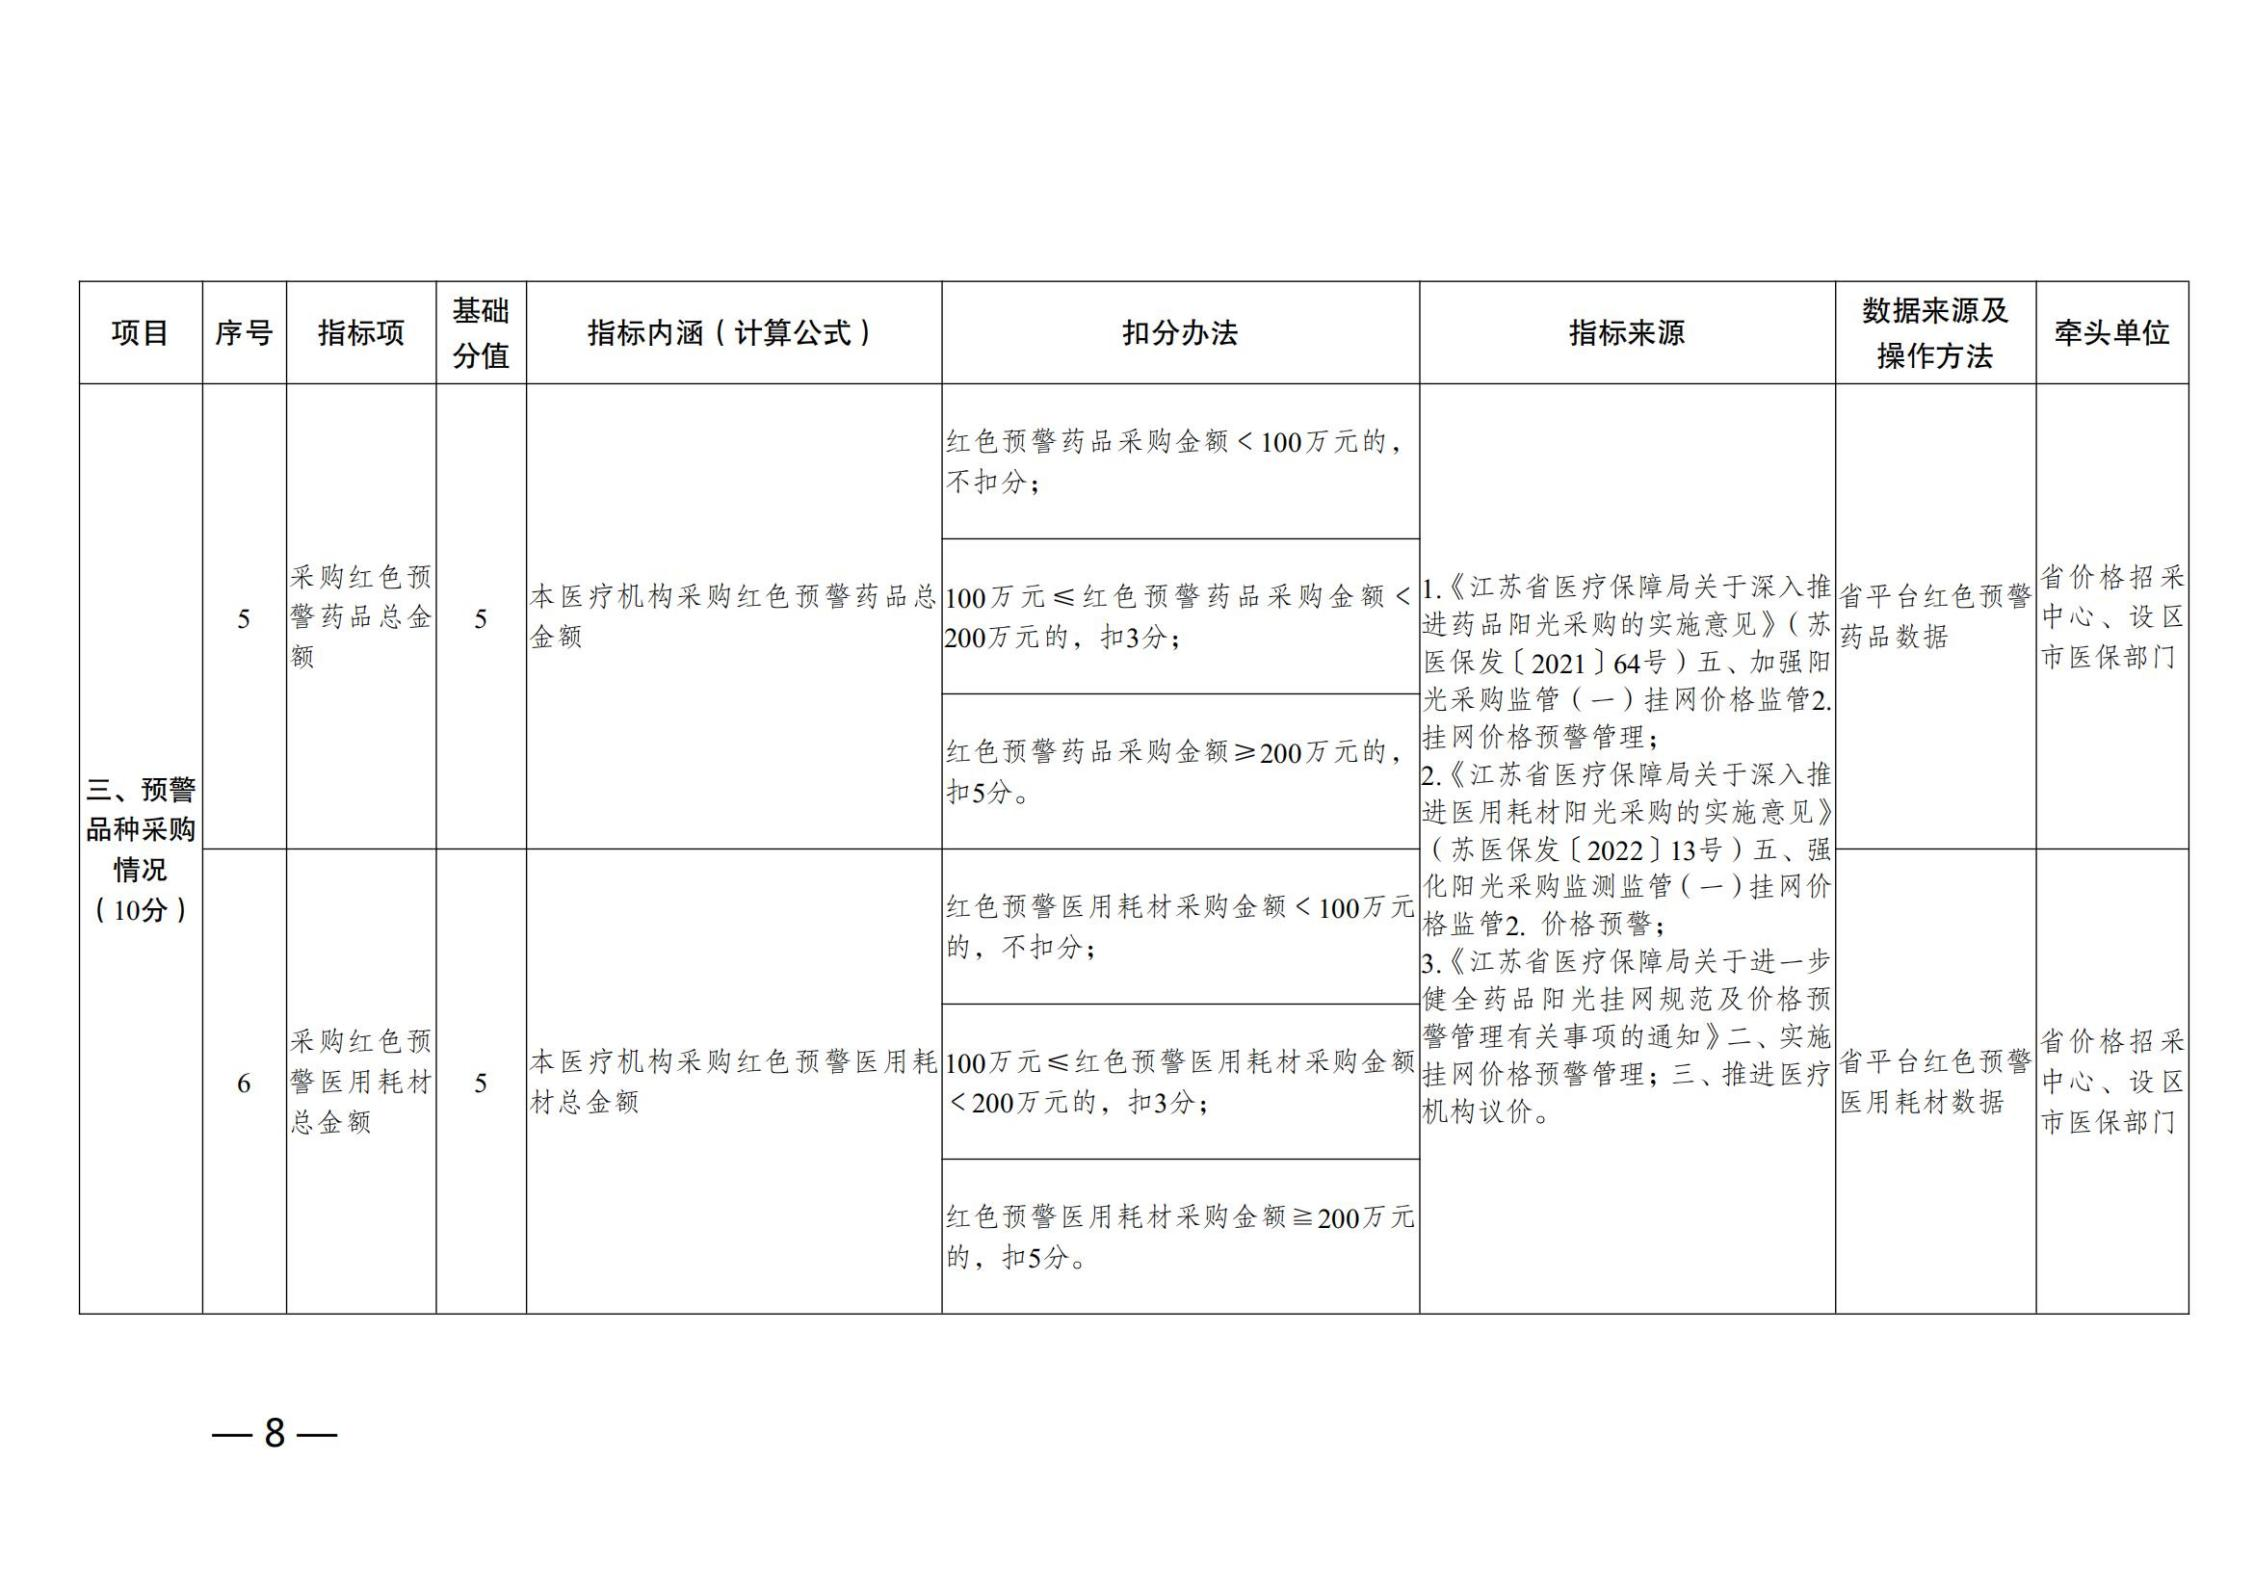 项目
序号
指标项
基础
分值
指标内涵（计算公式）
扣分办法
指标来源
数据来源及
操作方法
牵头单位
三、预警
品种采购
情况
（10分）
5
采购红色预
警药品总金
额
5
本医疗机构采购红色预警药品总
金额
红色预警药品采购金额＜100万元的，
不扣分；
100万元≤红色预警药品采购金额＜
200万元的，扣3分；
红色预警药品采购金额≥200万元的，
扣5分。
1.《江苏省医疗保障局关于深入推
进药品阳光采购的实施意见》（苏
医保发〔2021〕64号）五、加强阳
光采购监管（一）挂网价格监管2.
挂网价格预警管理；
2.《江苏省医疗保障局关于深入推
进医用耗材阳光采购的实施意见》
（苏医保发〔2022〕13号）五、强
化阳光采购监测监管（一）挂网价
格监管2. 价格预警；
3.《江苏省医疗保障局关于进一步
健全药品阳光挂网规范及价格预
警管理有关事项的通知》二、实施
挂网价格预警管理；三、推进医疗
机构议价。
省平台红色预警
药品数据
省价格招采
中心、设区
市医保部门
6
采购红色预
警医用耗材
总金额
5
本医疗机构采购红色预警医用耗
材总金额
红色预警医用耗材采购金额＜100万元
的，不扣分；
100万元≤红色预警医用耗材采购金额
＜200万元的，扣3分；
红色预警医用耗材采购金额≧200万元
的，扣5分。
省平台红色预警
医用耗材数据
省价格招采
中心、设区
市医保部门
— 8 —